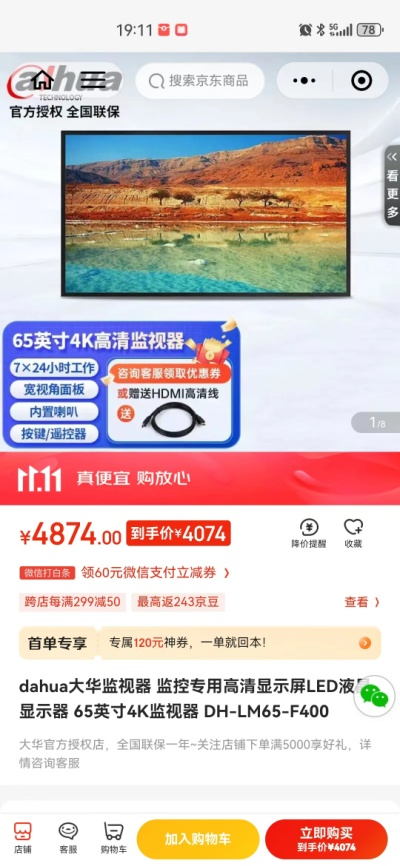 19:11
5G
78
alhua
TECHNOLOGY
搜索京东商品
官方授权 全国联保
看更多
65英寸4K高清监视器
7×24小时工作
宽视角面板
内置喇叭
按键/遥控器
咨询客服领取优惠券
或赠送HDMI高清线
送
1/8
11.11 真便宜 购放心
¥4874.00 到手价¥4074
降价提醒
收藏
微信打白条 领60元微信支付立减券
跨店每满299减50 最高返243京豆 查看
首单专享 专属120元神券，一单就回本！
dahua大华监视器 监控专用高清显示屏LED液晶
显示器 65英寸4K监视器 DH-LM65-F400
大华官方授权店，全国联保一年~关注店铺下单满5000享好礼，详
情咨询客服
店铺
客服
购物车
加入购物车
立即购买
到手价¥4074